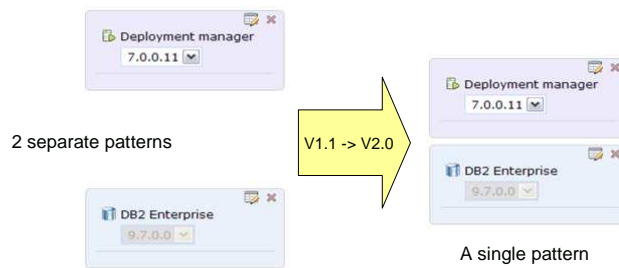 Deployment manager
7.0.0.11
2 separate patterns
DB2 Enterprise
9.7.0.0
V1.1 -> V2.0
Deployment manager
7.0.0.11
DB2 Enterprise
9.7.0.0
A single pattern